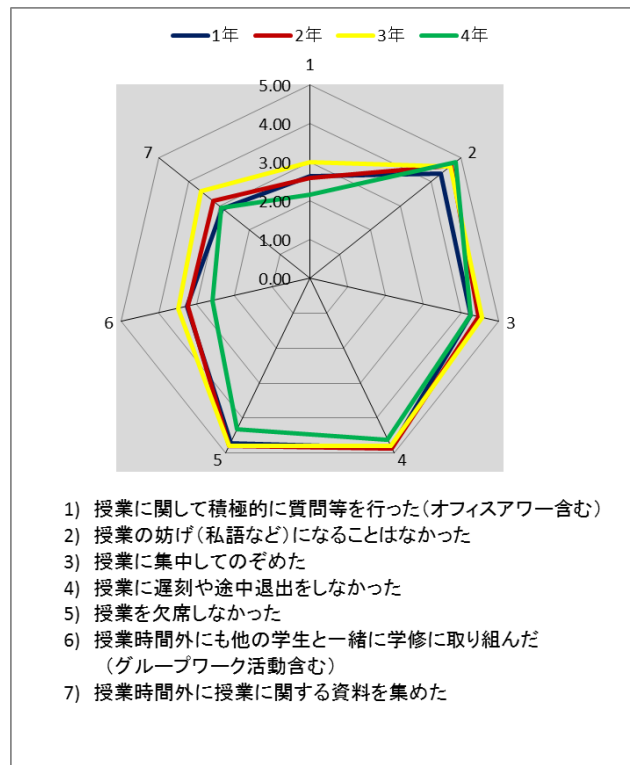 1年 2年 3年 4年
1
5.00
4.00
7 2
3.00
2.00
1.00
0.00
6 3
5 4
1) 授業に関して積極的に質問等を行った(オフィスアワー含む)
2) 授業の妨げ(私語など)になることはなかった
3) 授業に集中してのぞめた
4) 授業に遅刻や途中退出をしなかった
5) 授業を欠席しなかった
6) 授業時間外にも他の学生と一緒に学修に取り組んだ
(グループワーク活動含む)
7) 授業時間外に授業に関する資料を集めた